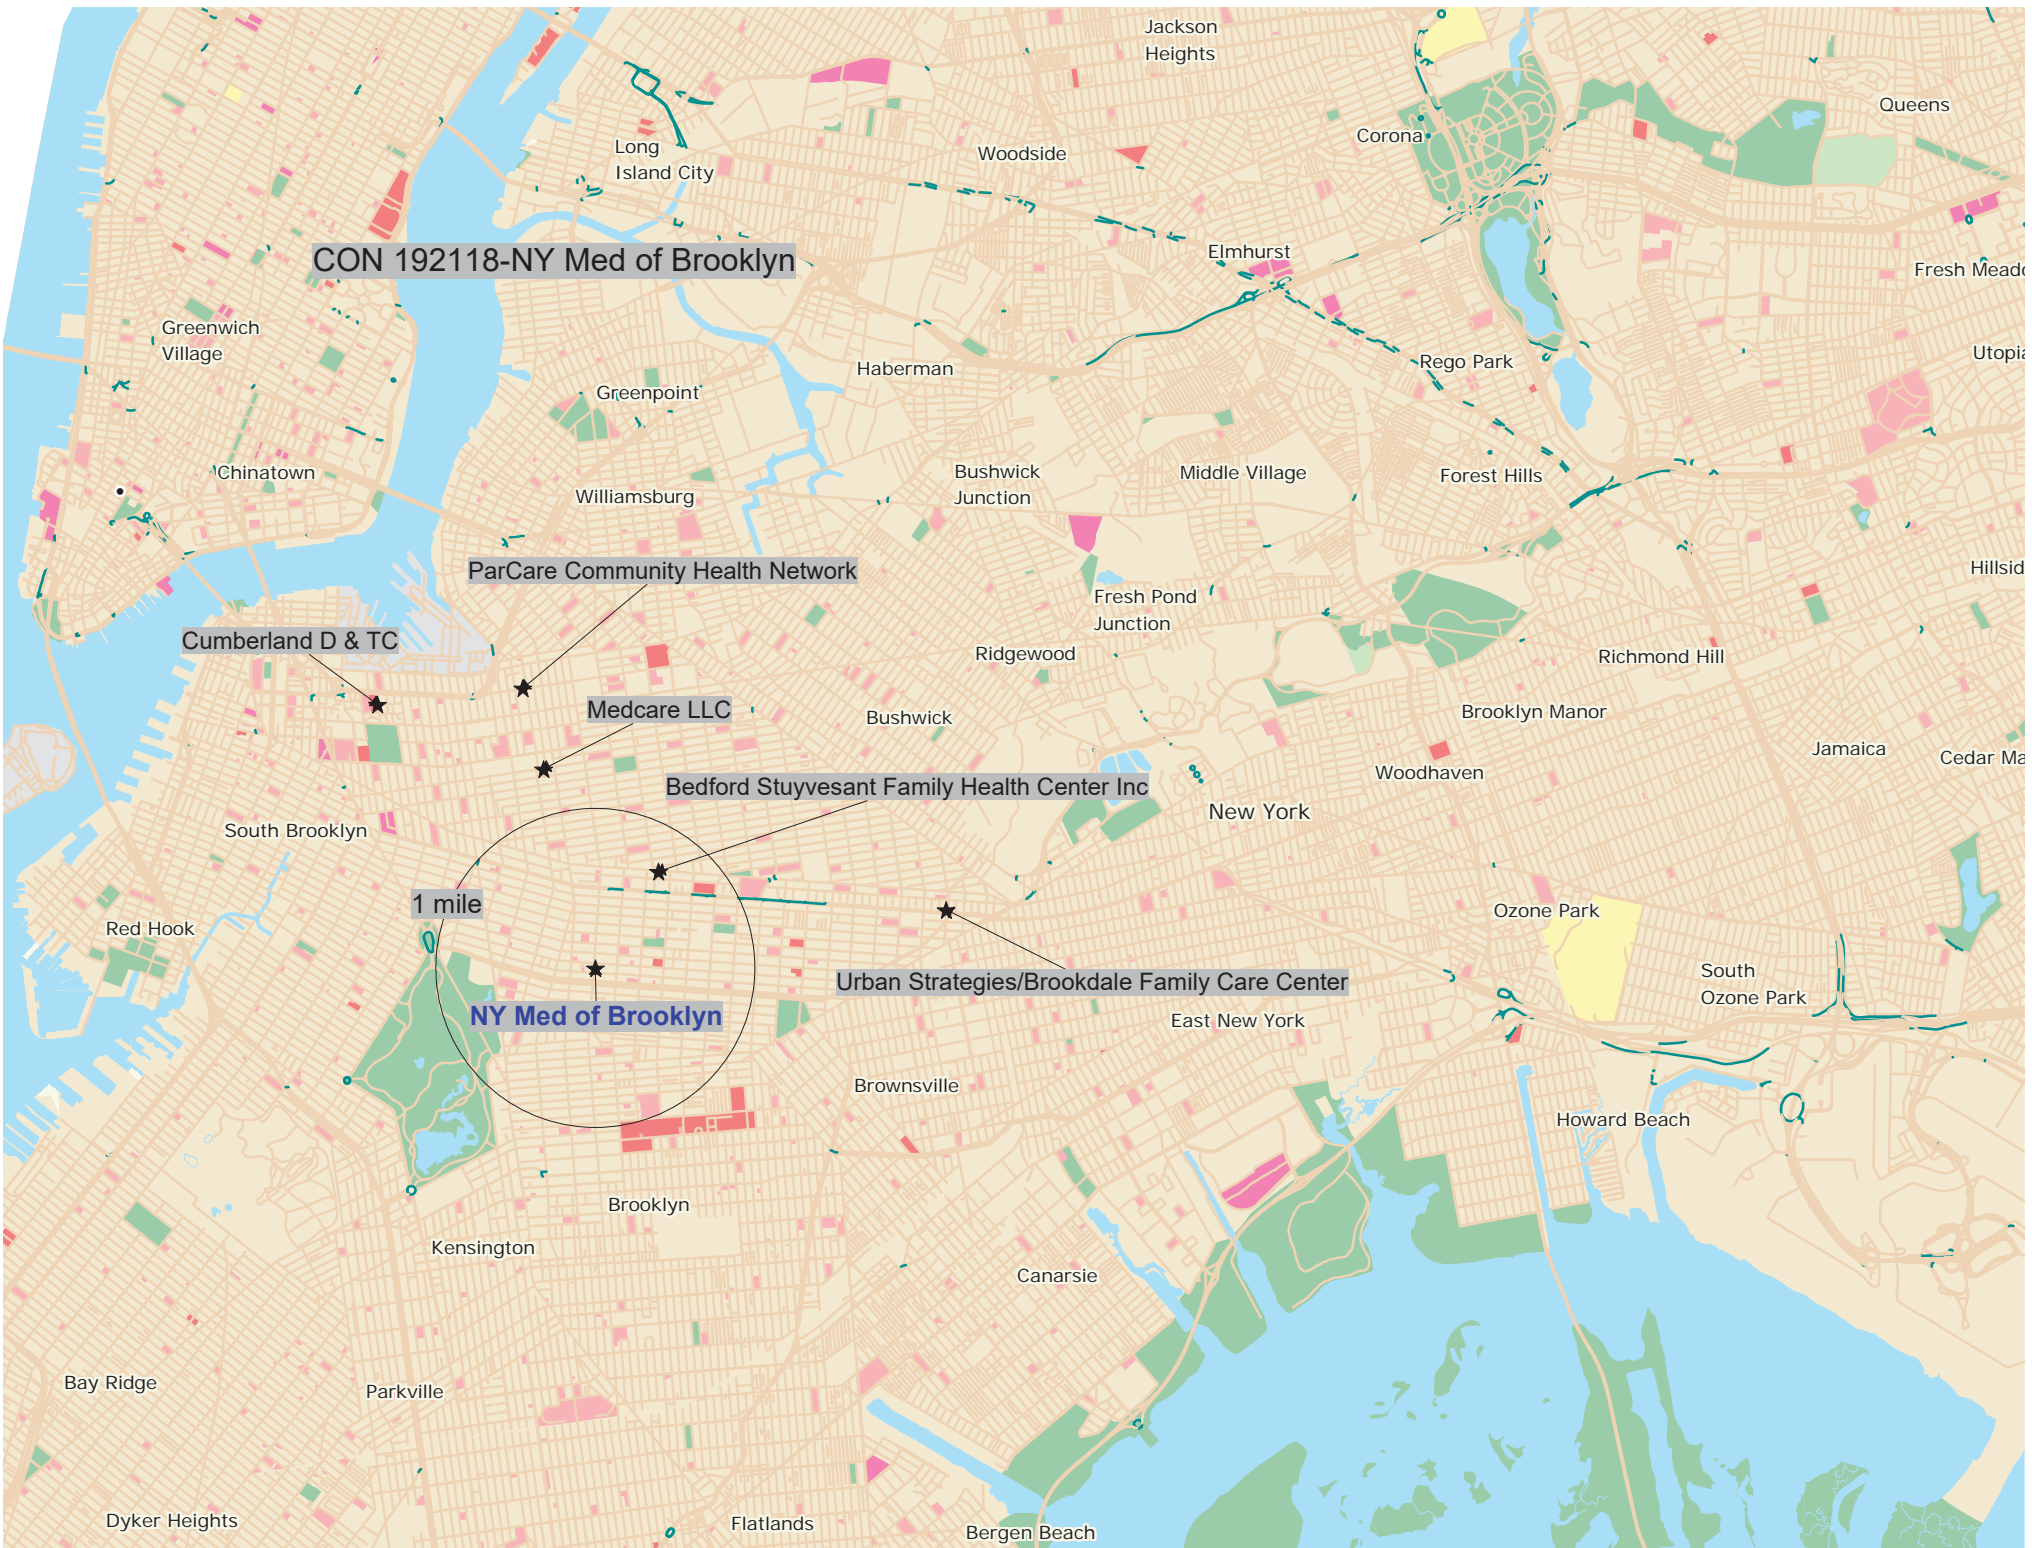 Jackson
Heights
Queens
Corona
Long
Island City
Woodside
CON 192118-NY Med of Brooklyn
Elmhurst
Fresh Meado
Greenwich
Village
Haberman
Rego Park
Utopia
Greenpoint
Chinatown
Williamsburg
Bushwick
Junction
Middle Village
Forest Hills
ParCare Community Health Network
Hillsid
Fresh Pond
Junction
Cumberland D & TC
Ridgewood
Richmond Hill
Medcare LLC
Bushwick
Brooklyn Manor
Jamaica
Cedar Ma
Woodhaven
Bedford Stuyvesant Family Health Center Inc
New York
South Brooklyn
1 mile
Ozone Park
Red Hook
Urban Strategies/Brookdale Family Care Center
South
Ozone Park
NY Med of Brooklyn
East New York
Brownsville
Howard Beach
Brooklyn
Kensington
Canarsie
Bay Ridge
Parkville
Dyker Heights
Flatlands
Bergen Beach